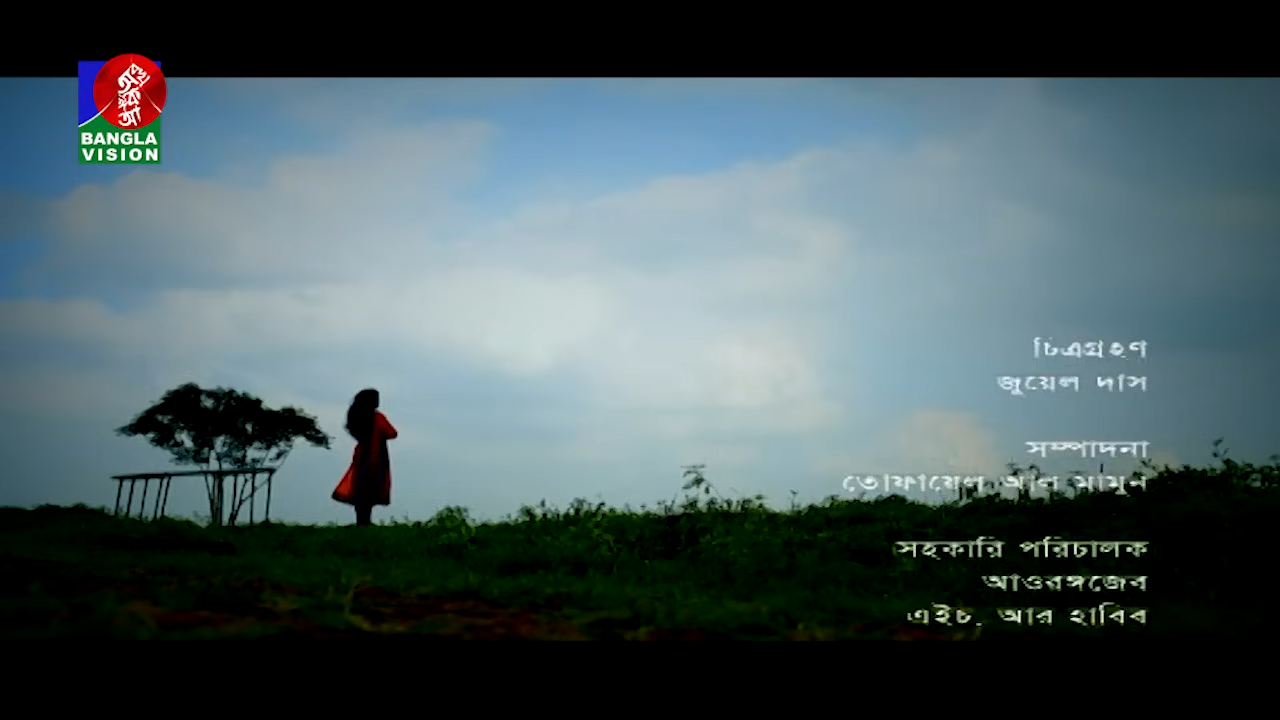 BANGLA
VISION
চিত্রগ্রহণ
জুয়েল দাস
সম্পাদনা
তোফায়েল আল মামুন
সহকারি পরিচালক
আওরঙ্গজেব
এইচ. আর হাবিব